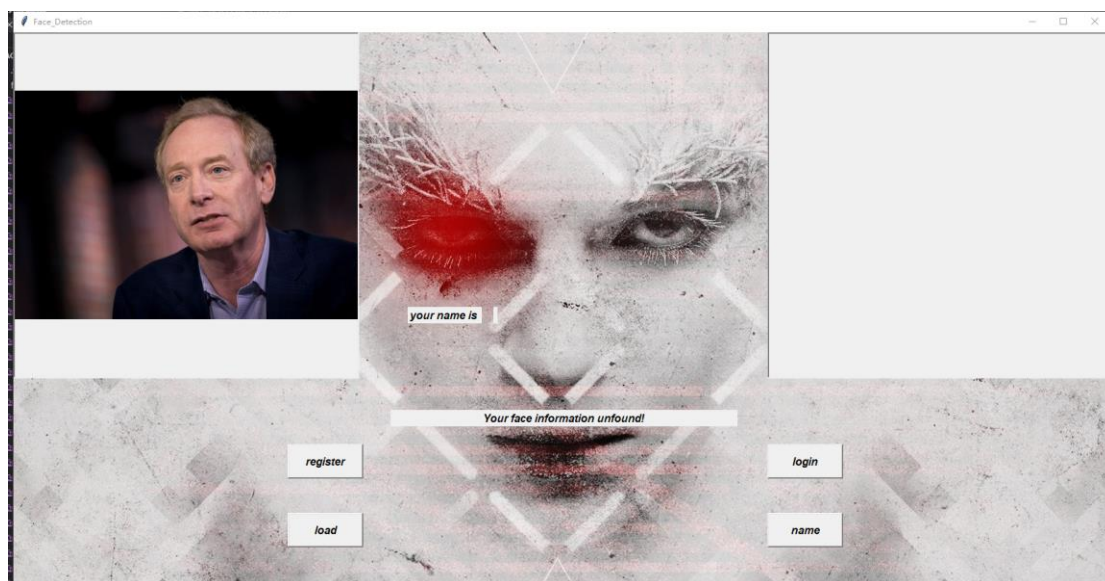 Face_Detection
your name is
Your face information unfound!
register
login
load
name